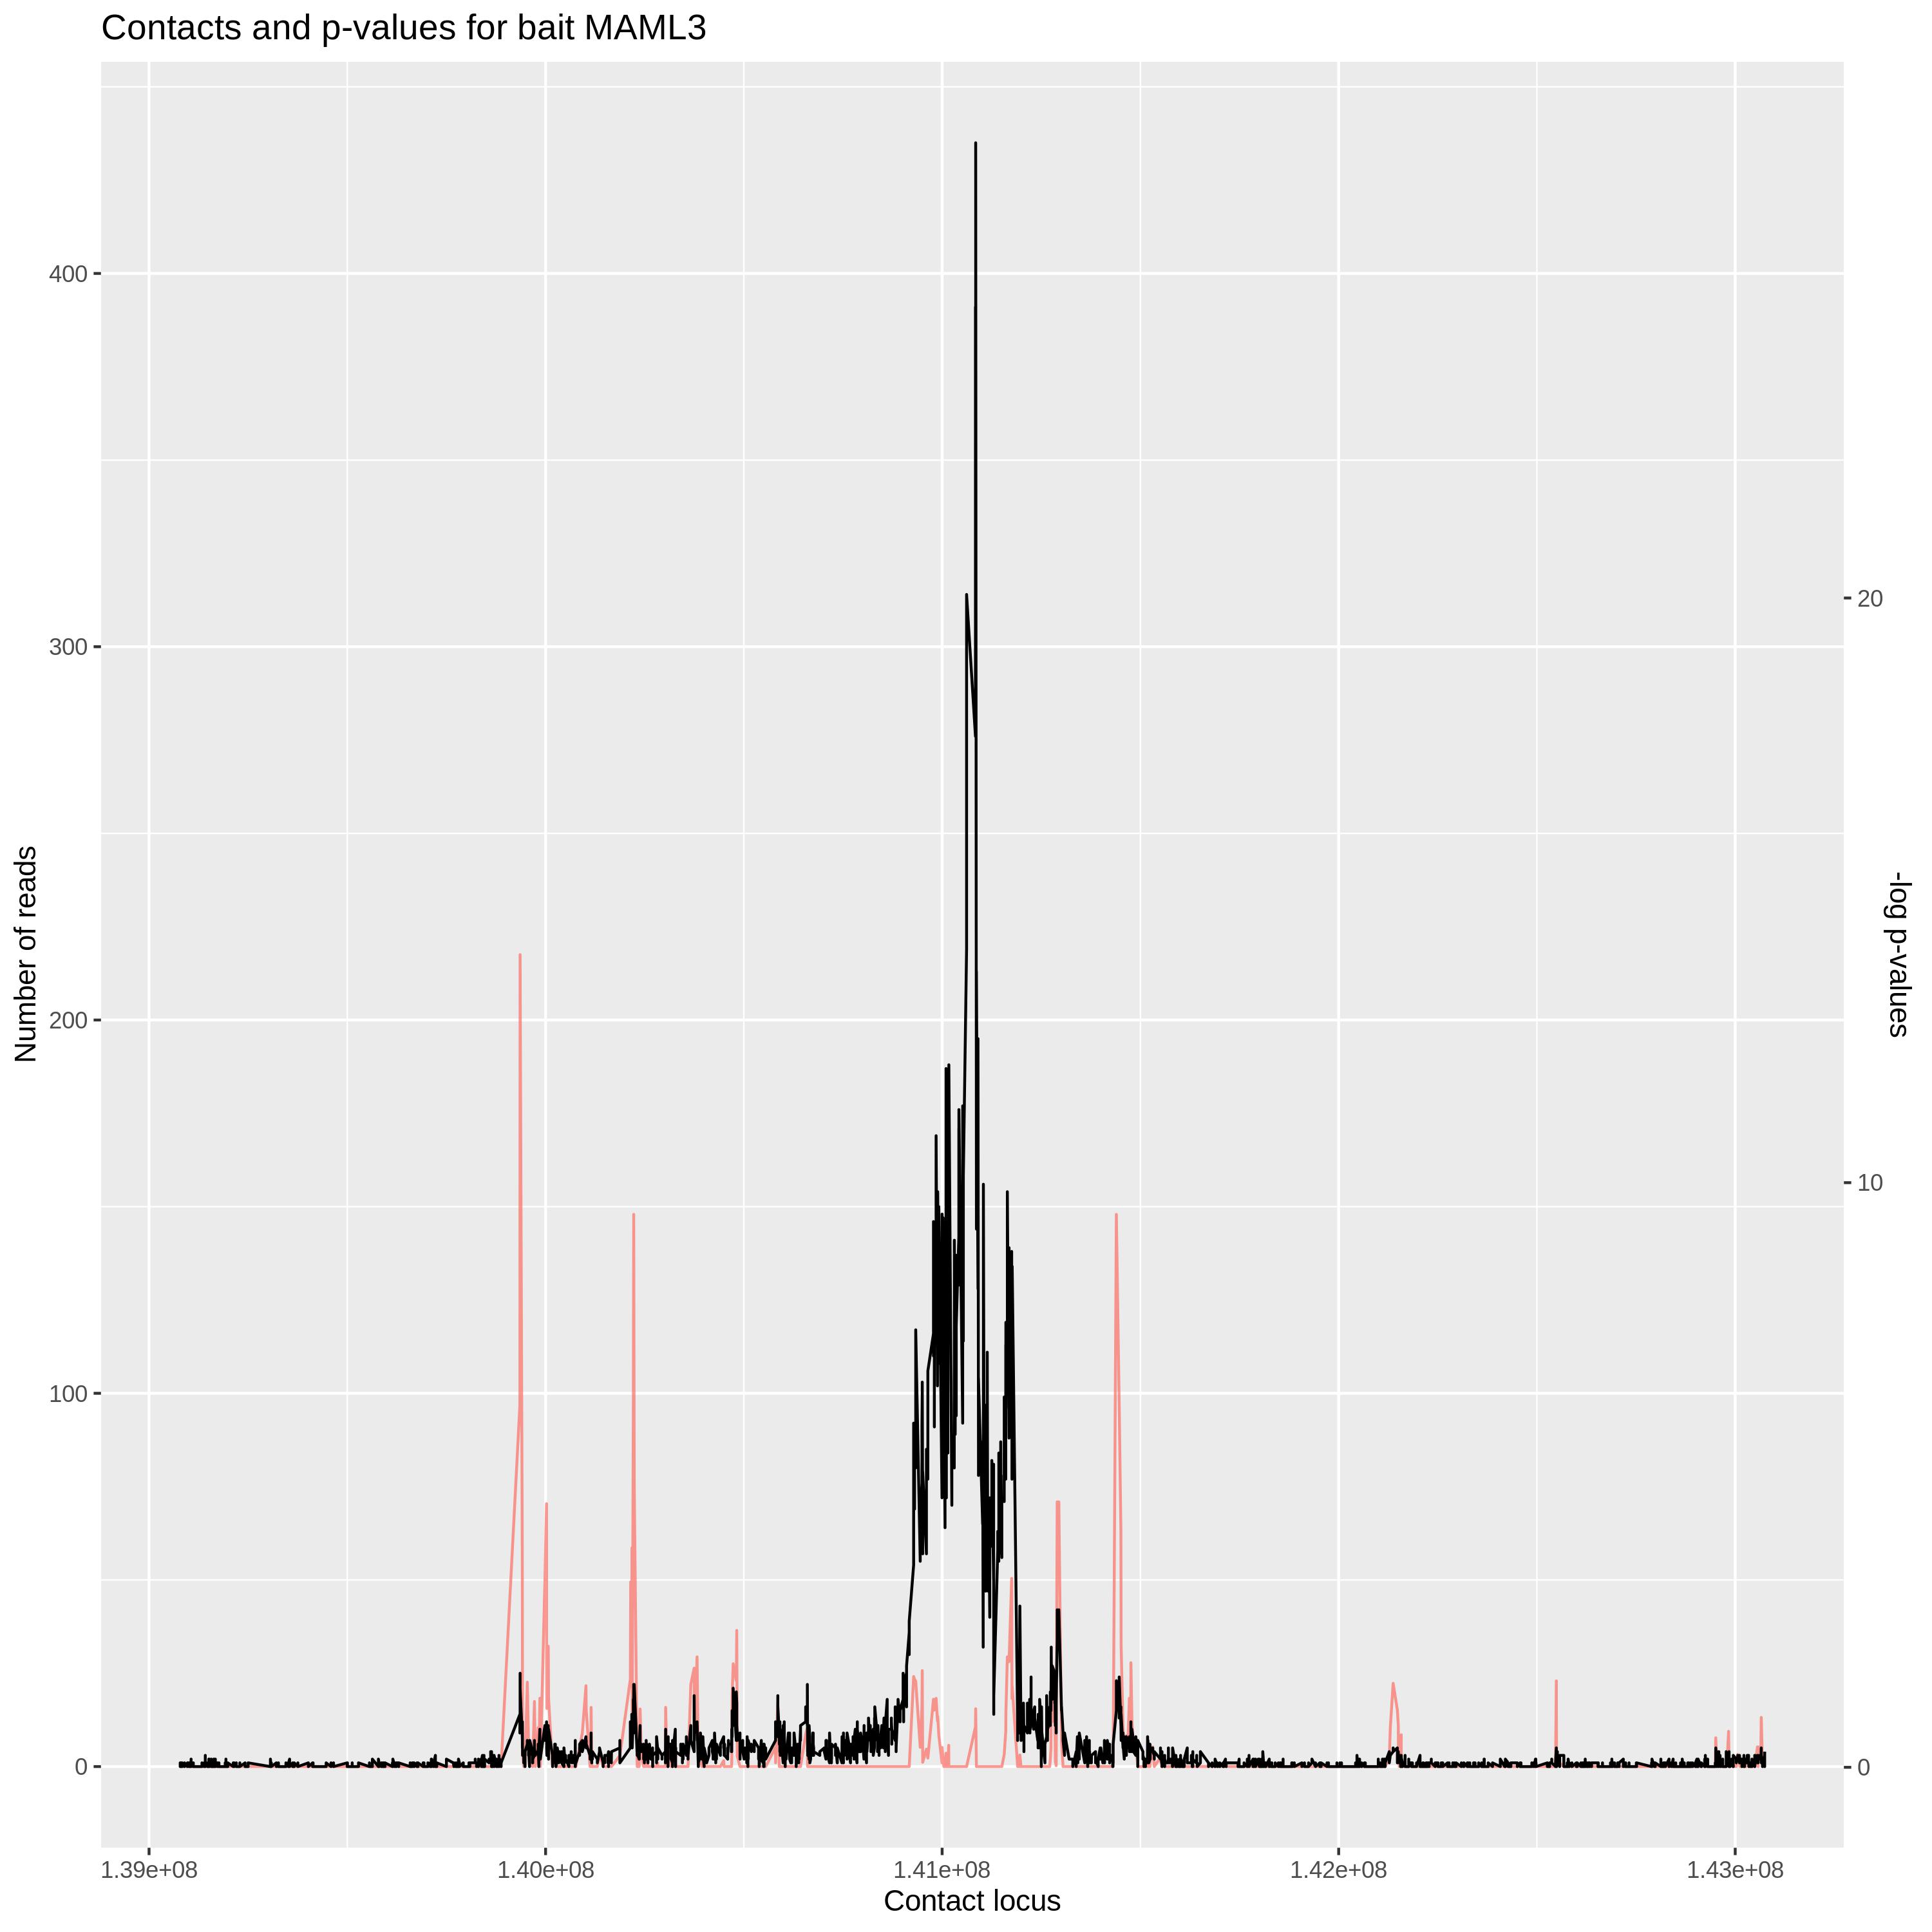 Contacts and p-values for bait MAML3
400
300
200
100
0
Number of reads
20
10
0
-log p-values
1.39e+08
1.40e+08
1.41e+08
1.42e+08
1.43e+08
Contact locus